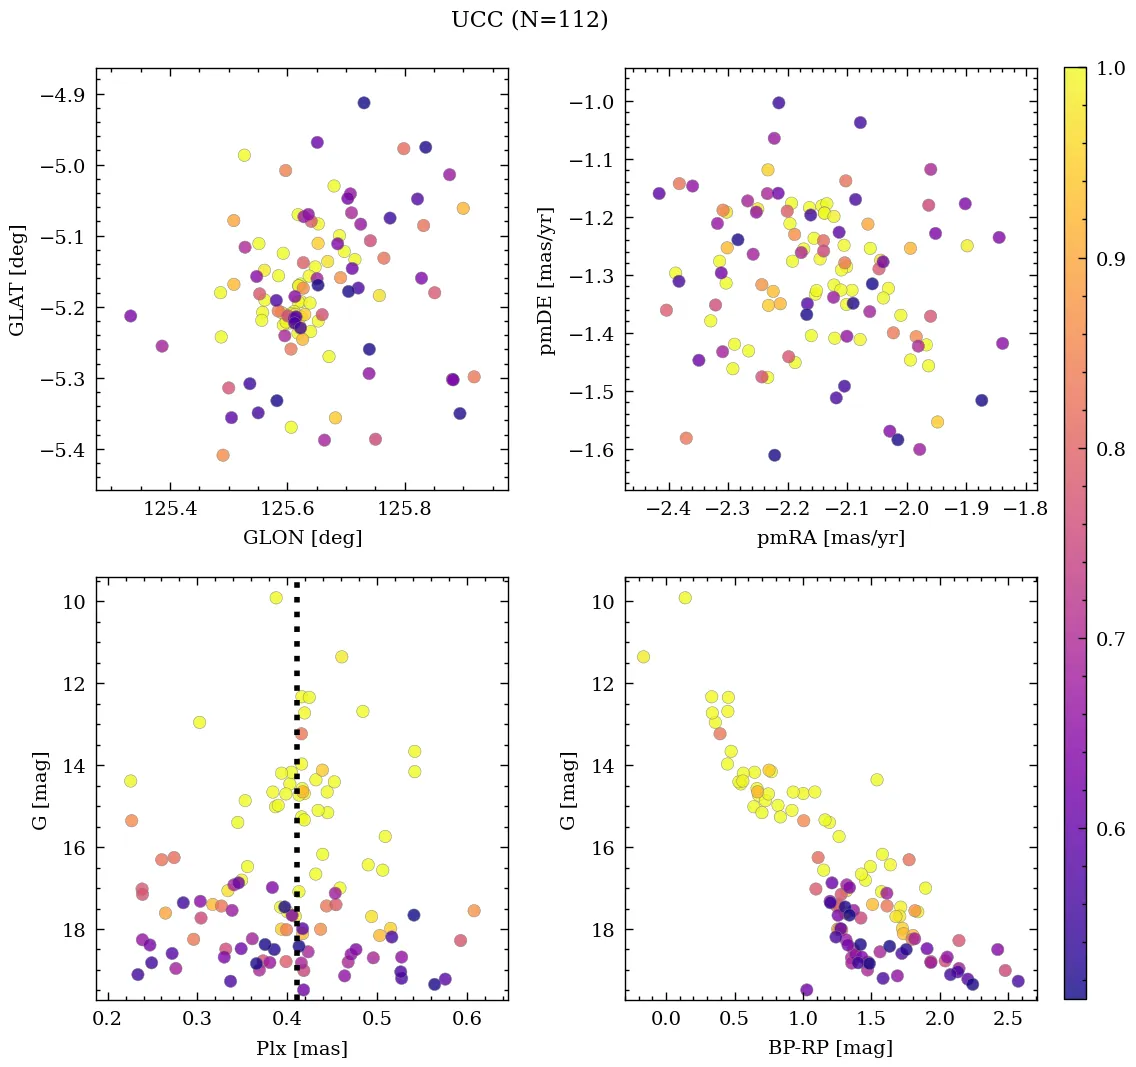 UCC (N=112)
−4.9
−5.0
−5.1
−5.2
−5.3
−5.4
GLAT [deg]
125.4 125.6 125.8
GLON [deg]
−1.0
−1.1
−1.2
−1.3
−1.4
−1.5
−1.6
pmDE [mas/yr]
−2.4 −2.3 −2.2 −2.1 −2.0 −1.9 −1.8
pmRA [mas/yr]
10
12
14
16
18
G [mag]
0.2 0.3 0.4 0.5 0.6
Plx [mas]
10
12
14
16
18
G [mag]
0.0 0.5 1.0 1.5 2.0 2.5
BP-RP [mag]
1.0
0.9
0.8
0.7
0.6